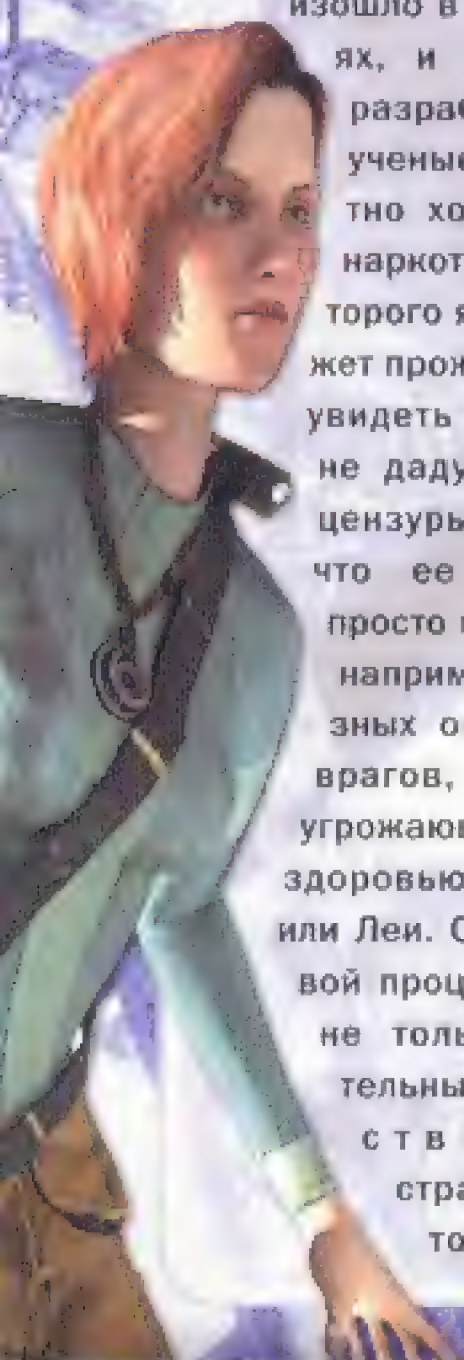 изошло в
ях, и
разраб
ученые
тно хо
наркот
торого я
жет прож
увидеть
не даду
цензуры
что ее
просто
наприм
зных о
врагов,
угрожаю
здоровью
или Леи. С
вой проц
не толь
тельны
ств
стра
то